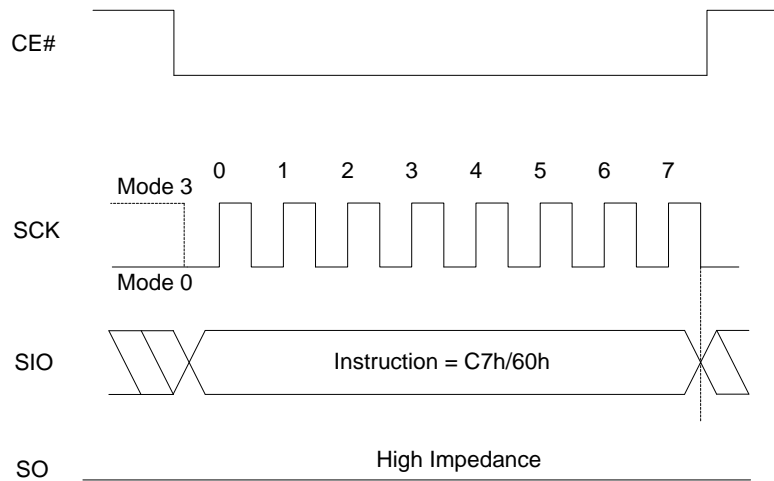 CE#
0 1 2 3 4 5 6 7
Mode 3
SCK
Mode 0
SIO
Instruction = C7h/60h
SO
High Impedance